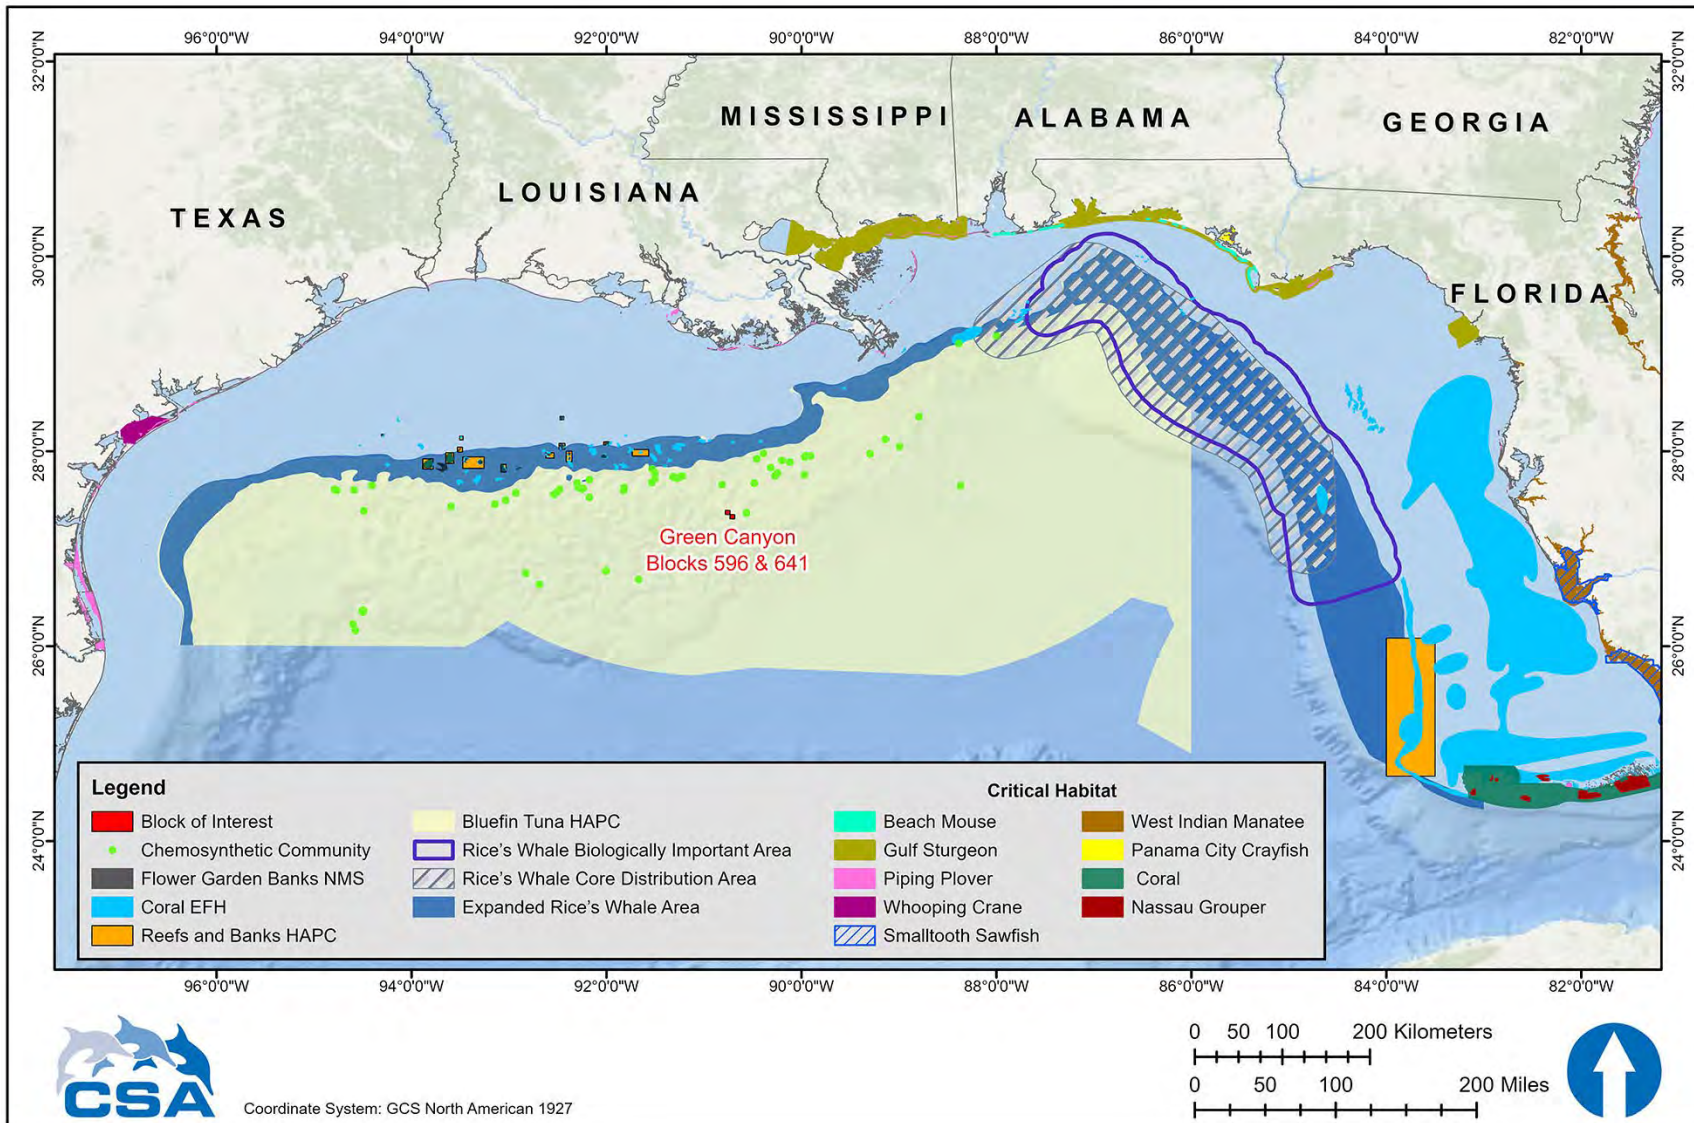 96°0'0"W 94°0'0"W 92°0'0"W 90°0'0"W 88°0'0"W 86°0'0"W 84°0'0"W 82°0'0"W
32°0'0"N 32°0'0"N
MISSISSIPPI ALABAMA GEORGIA
LOUISIANA
TEXAS
30°0'0"N 30°0'0"N
FLORIDA
28°0'0"N 28°0'0"N
Green Canyon
Blocks 596 & 641
26°0'0"N 26°0'0"N
24°0'0"N 24°0'0"N
Legend
Block of Interest
Chemosynthetic Community
Flower Garden Banks NMS
Coral EFH
Reefs and Banks HAPC
Bluefin Tuna HAPC
Rice's Whale Biologically Important Area
Rice's Whale Core Distribution Area
Expanded Rice's Whale Area
Critical Habitat
Beach Mouse
Gulf Sturgeon
Piping Plover
Whooping Crane
Smalltooth Sawfish
West Indian Manatee
Panama City Crayfish
Coral
Nassau Grouper
96°0'0"W 94°0'0"W 92°0'0"W 90°0'0"W 88°0'0"W 86°0'0"W 84°0'0"W 82°0'0"W
CSA
Coordinate System: GCS North American 1927
0 50 100 200 Kilometers
0 50 100 200 Miles